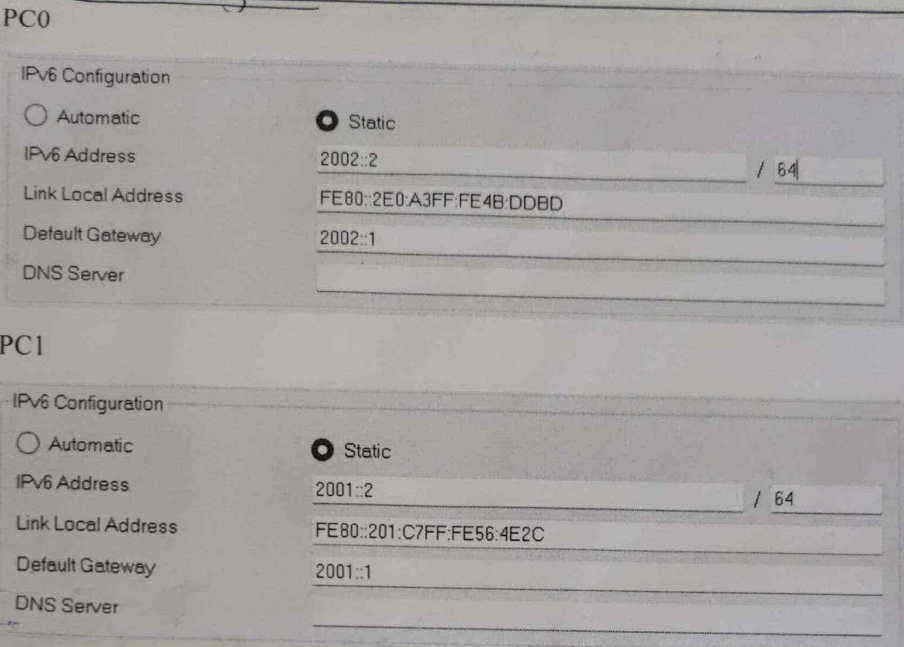 PC0
IPv6 Configuration
Automatic Static
IPv6 Address 2002::2 / 64
Link Local Address FE80::2E0:A3FF:FE4B:DDBD
Default Gateway 2002::1
DNS Server
PC1
IPv6 Configuration
Automatic Static
IPv6 Address 2001::2 / 64
Link Local Address FE80::201:C7FF:FE56:4E2C
Default Gateway 2001::1
DNS Server